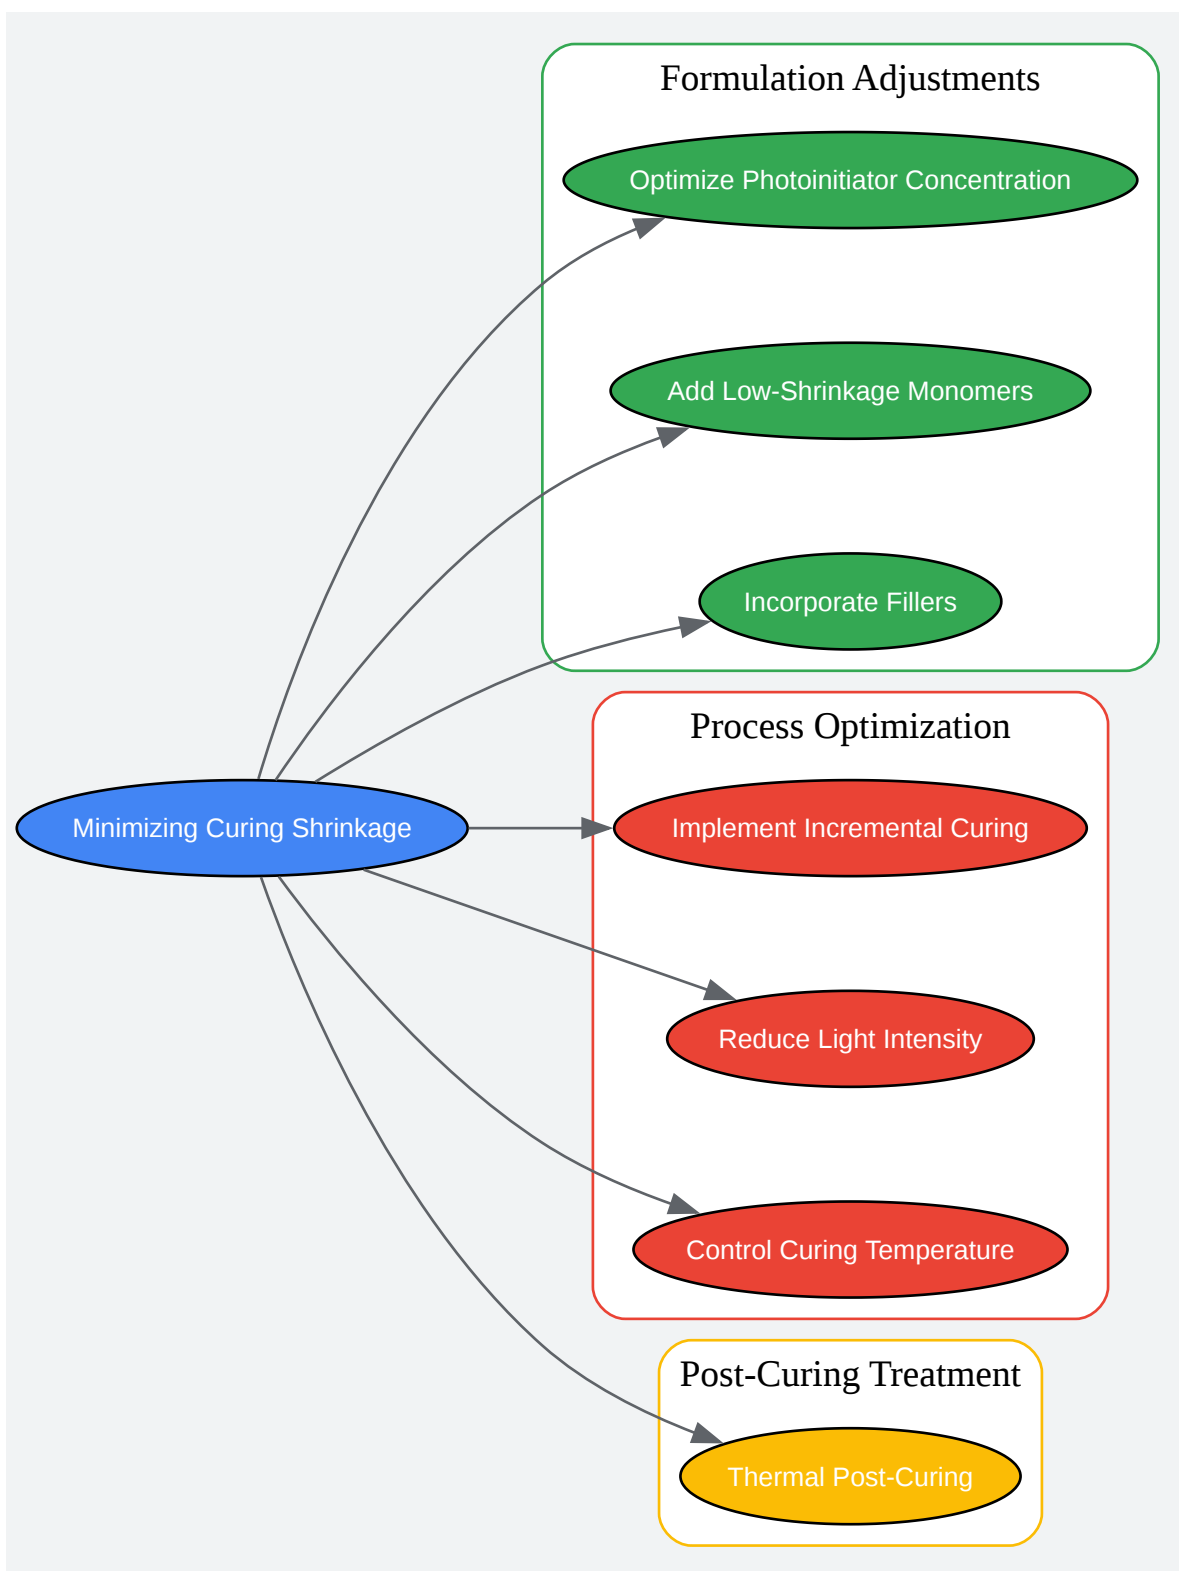 Formulation Adjustments
Optimize Photoinitiator Concentration
Add Low-Shrinkage Monomers
Incorporate Fillers
Process Optimization
Minimizing Curing Shrinkage
Implement Incremental Curing
Reduce Light Intensity
Control Curing Temperature
Post-Curing Treatment
Thermal Post-Curing